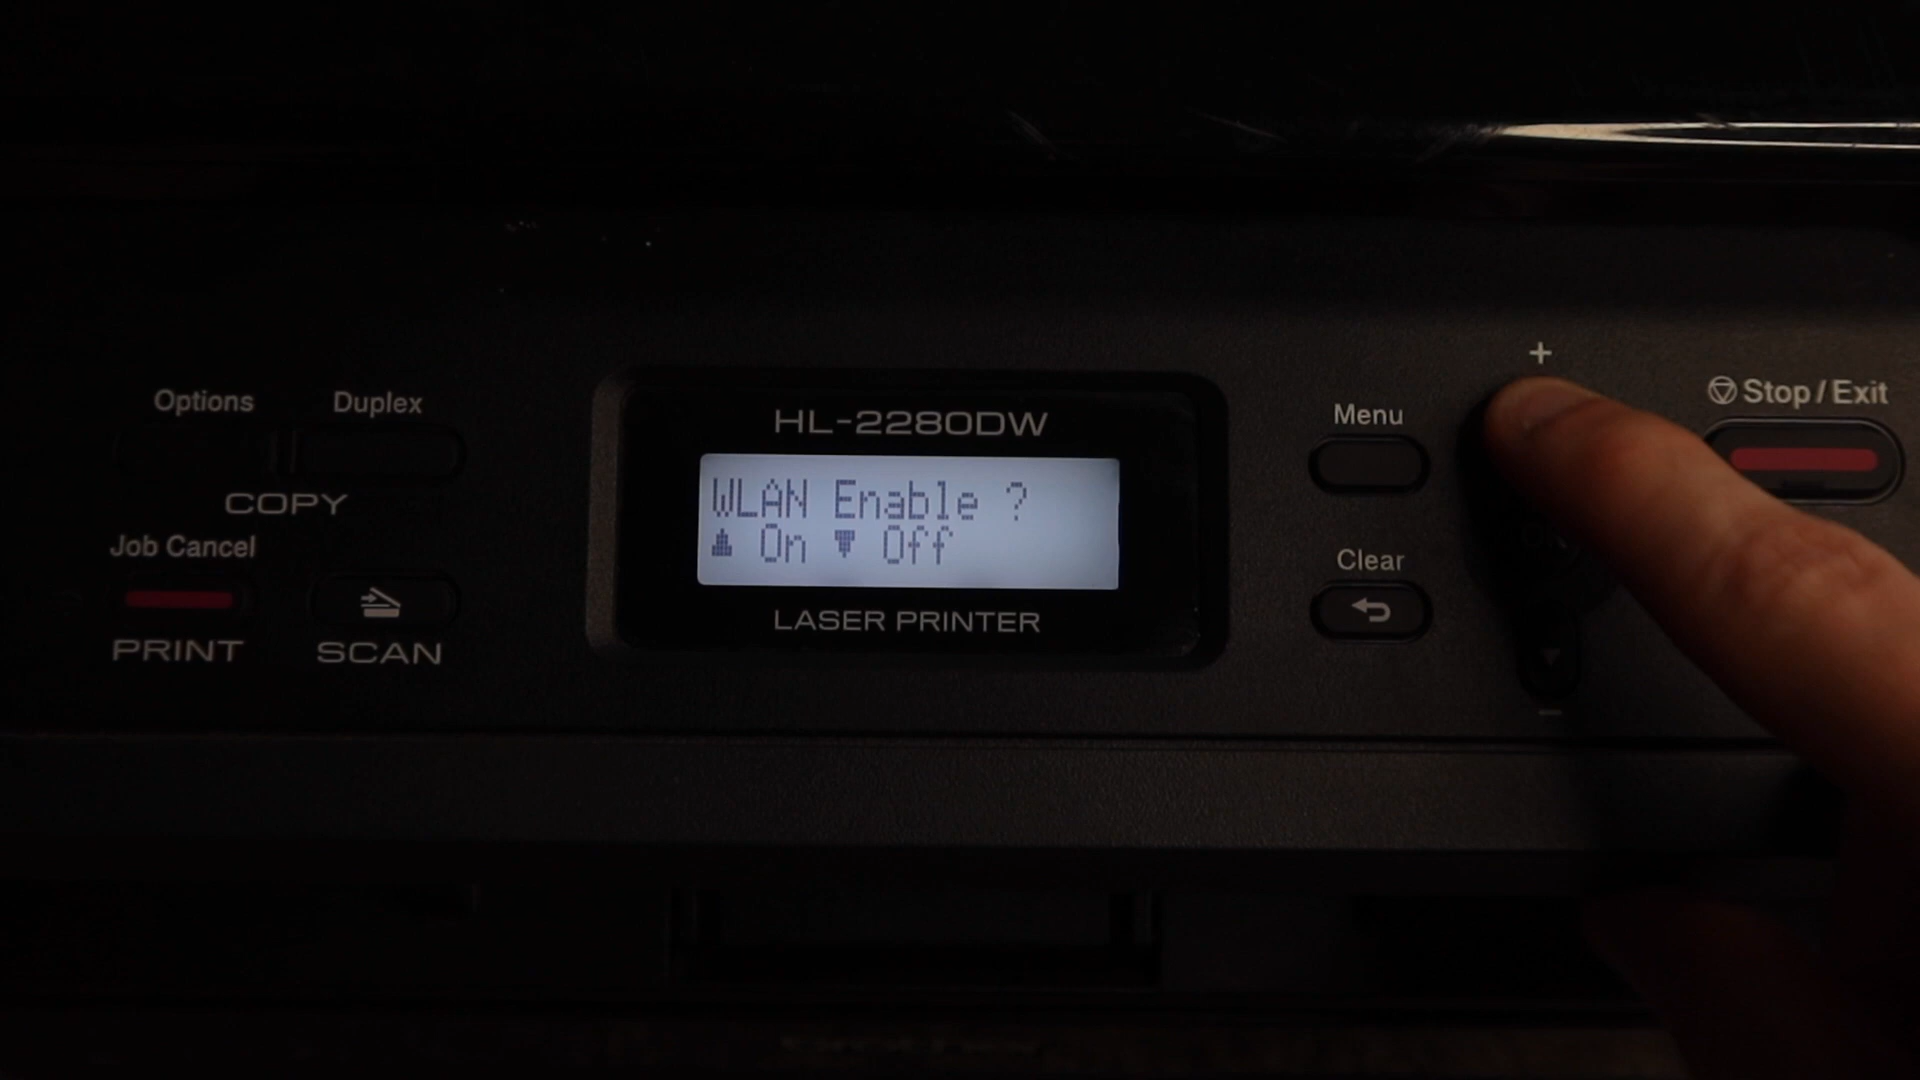 Options Duplex
COPY
Job Cancel
PRINT SCAN
HL-2280DW
WLAN Enable ?
▲ On ▼ Off
LASER PRINTER
Menu
Clear
+
-
Stop / Exit